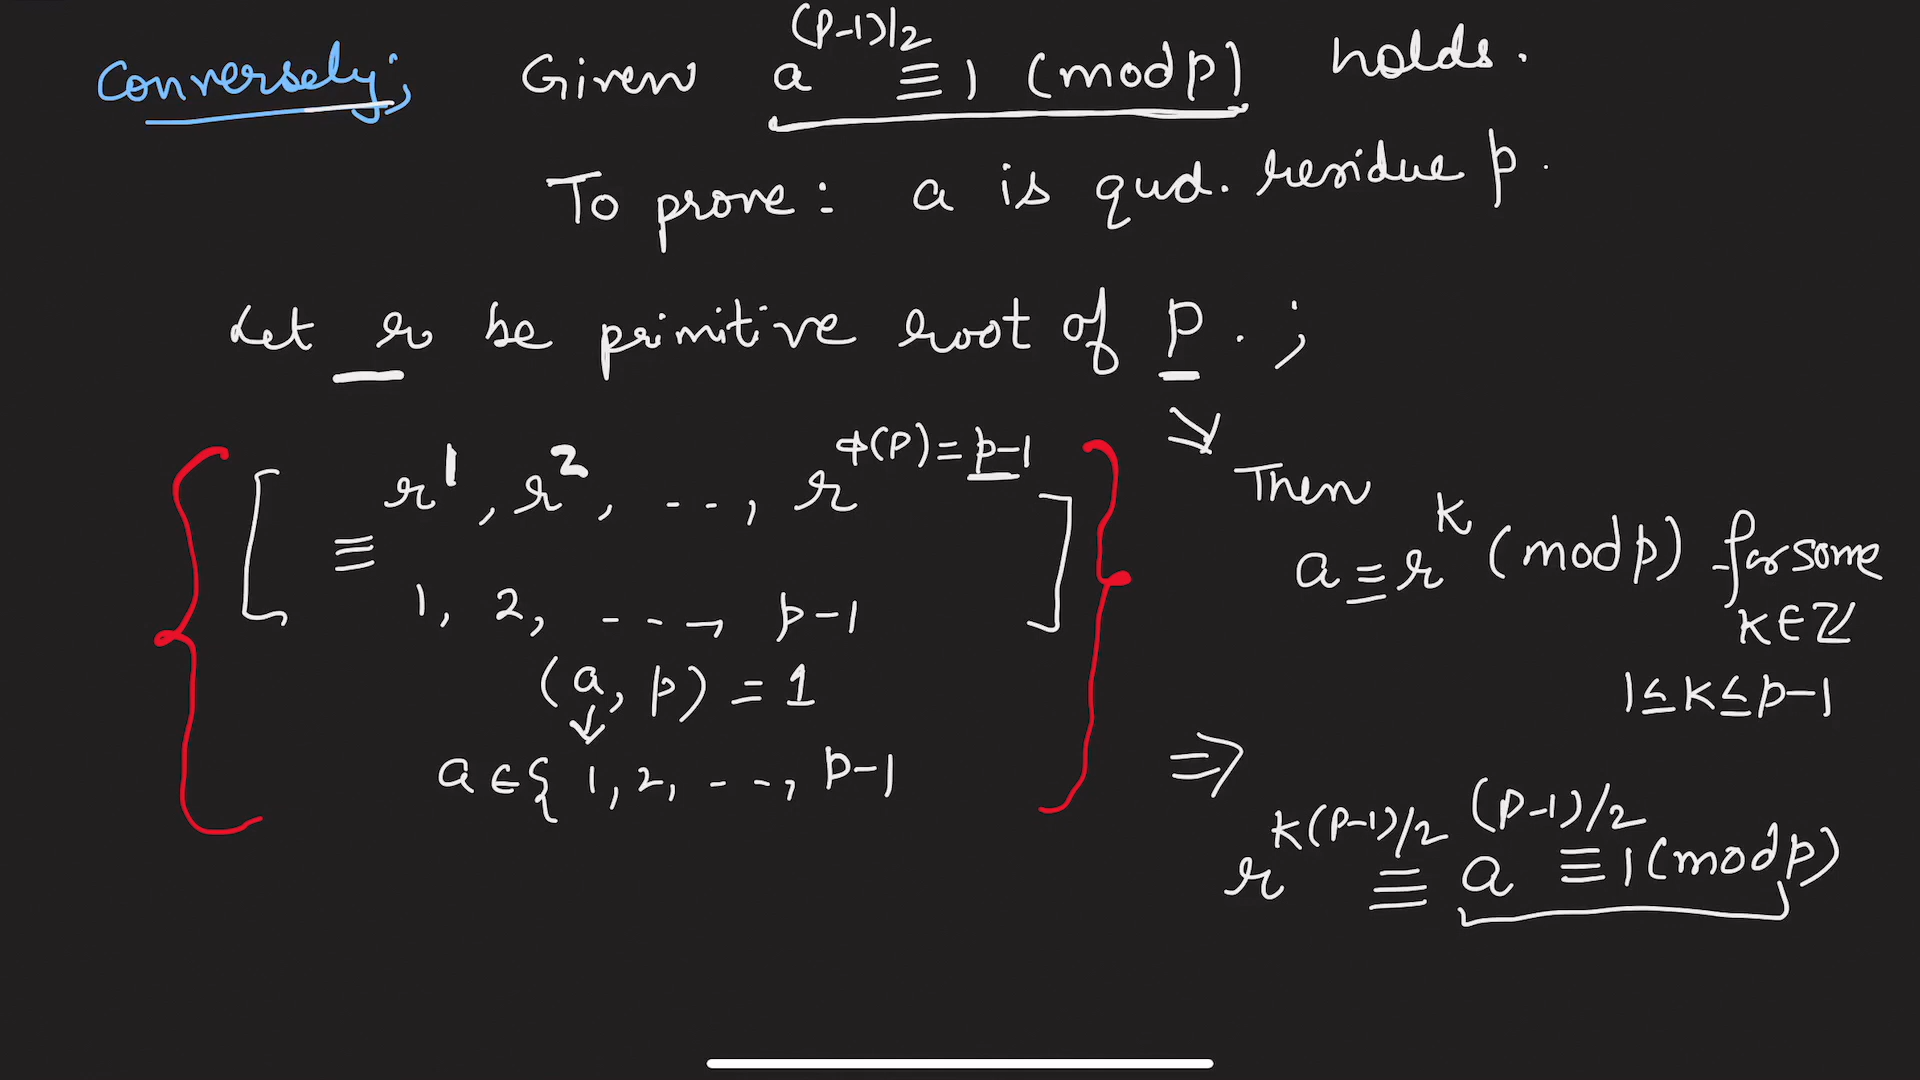 Conversely; Given a^(p-1)/2 ≡ 1 (mod p) holds.
To prove: a is qud. residue p.
Let r be primitive root of p. ;
r^1, r^2, - - , r^ϕ(p) = p-1
≡
1, 2, - - - , p-1
(a, p) = 1
a ∈ { 1, 2, - - - , p-1
Then
a ≡ r^k (mod p) for some
k ∈ ℤ
1 ≤ k ≤ p-1
⇒
r^k(p-1)/2 ≡ a^(p-1)/2 ≡ 1 (mod p)